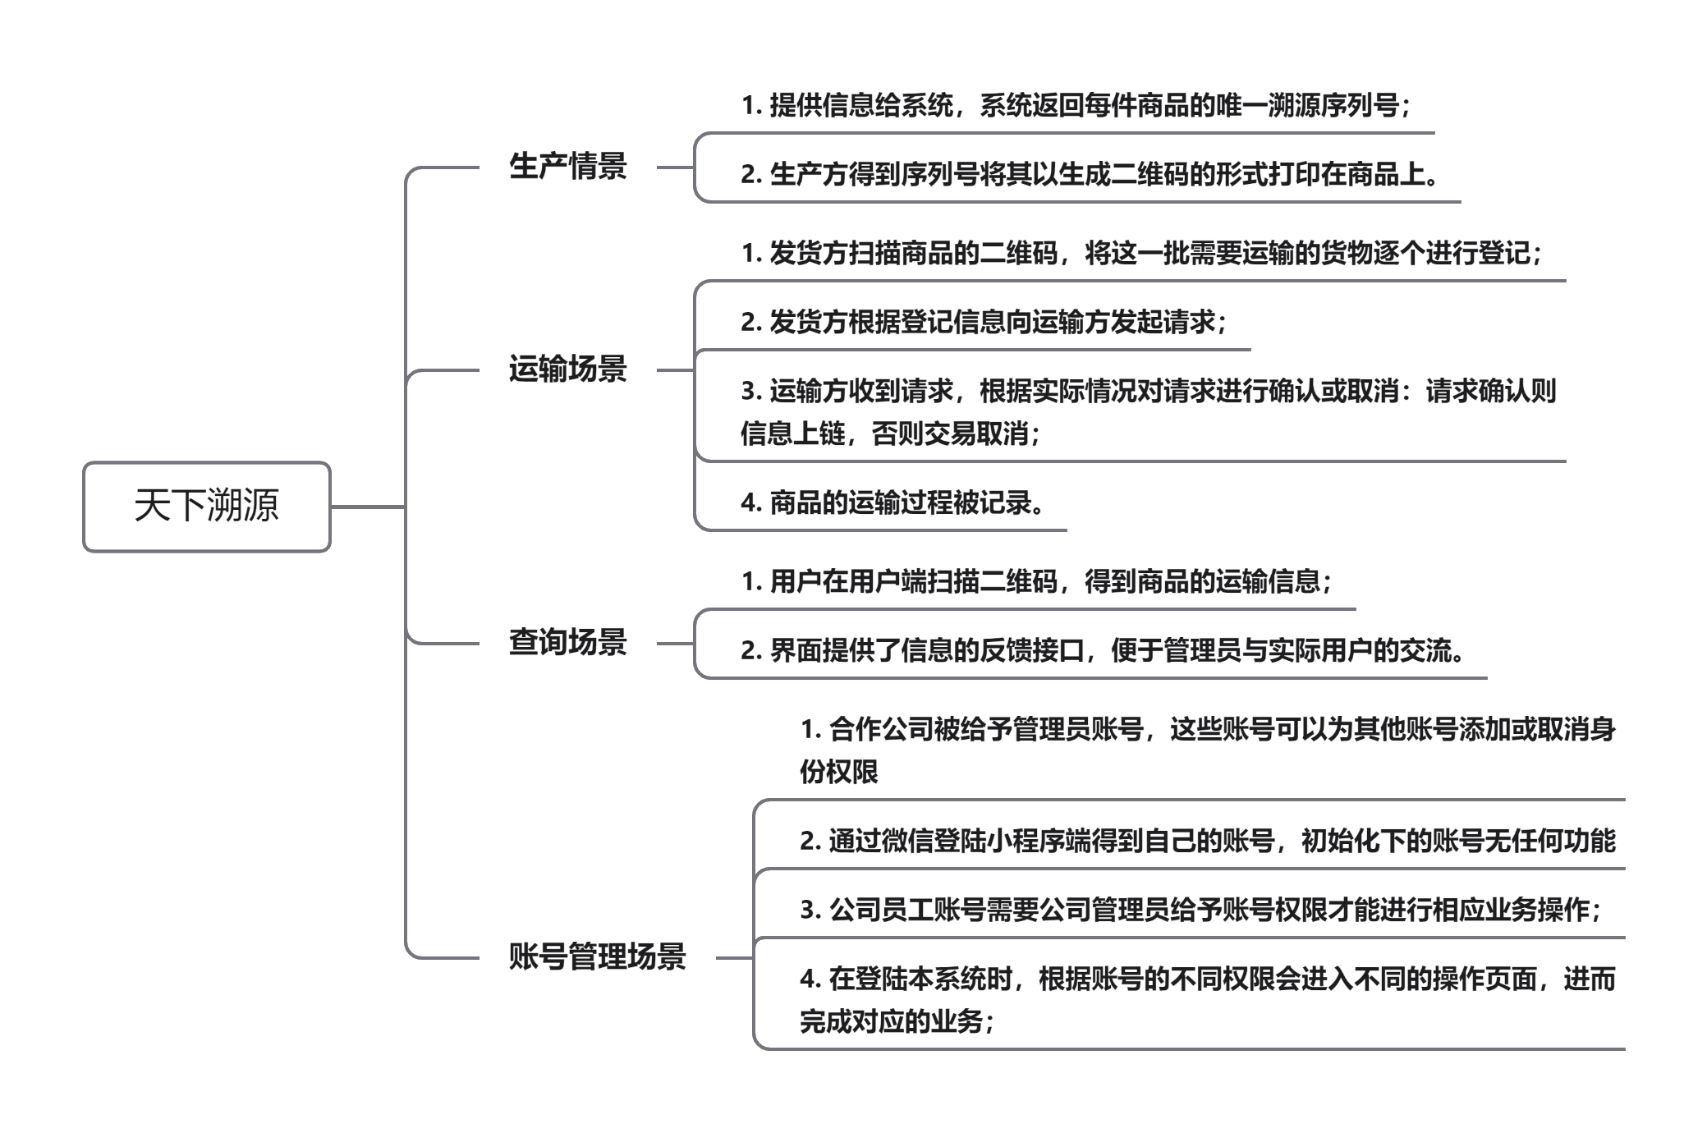 天下溯源
生产情景
1. 提供信息给系统，系统返回每件商品的唯一溯源序列号；
2. 生产方得到序列号将其以生成二维码的形式打印在商品上。
运输场景
1. 发货方扫描商品的二维码，将这一批需要运输的货物逐个进行登记；
2. 发货方根据登记信息向运输方发起请求；
3. 运输方收到请求，根据实际情况对请求进行确认或取消：请求确认则
信息上链，否则交易取消；
4. 商品的运输过程被记录。
查询场景
1. 用户在用户端扫描二维码，得到商品的运输信息；
2. 界面提供了信息的反馈接口，便于管理员与实际用户的交流。
账号管理场景
1. 合作公司被给予管理员账号，这些账号可以为其他账号添加或取消身
份权限
2. 通过微信登陆小程序端得到自己的账号，初始化下的账号无任何功能
3. 公司员工账号需要公司管理员给予账号权限才能进行相应业务操作；
4. 在登陆本系统时，根据账号的不同权限会进入不同的操作页面，进而
完成对应的业务；